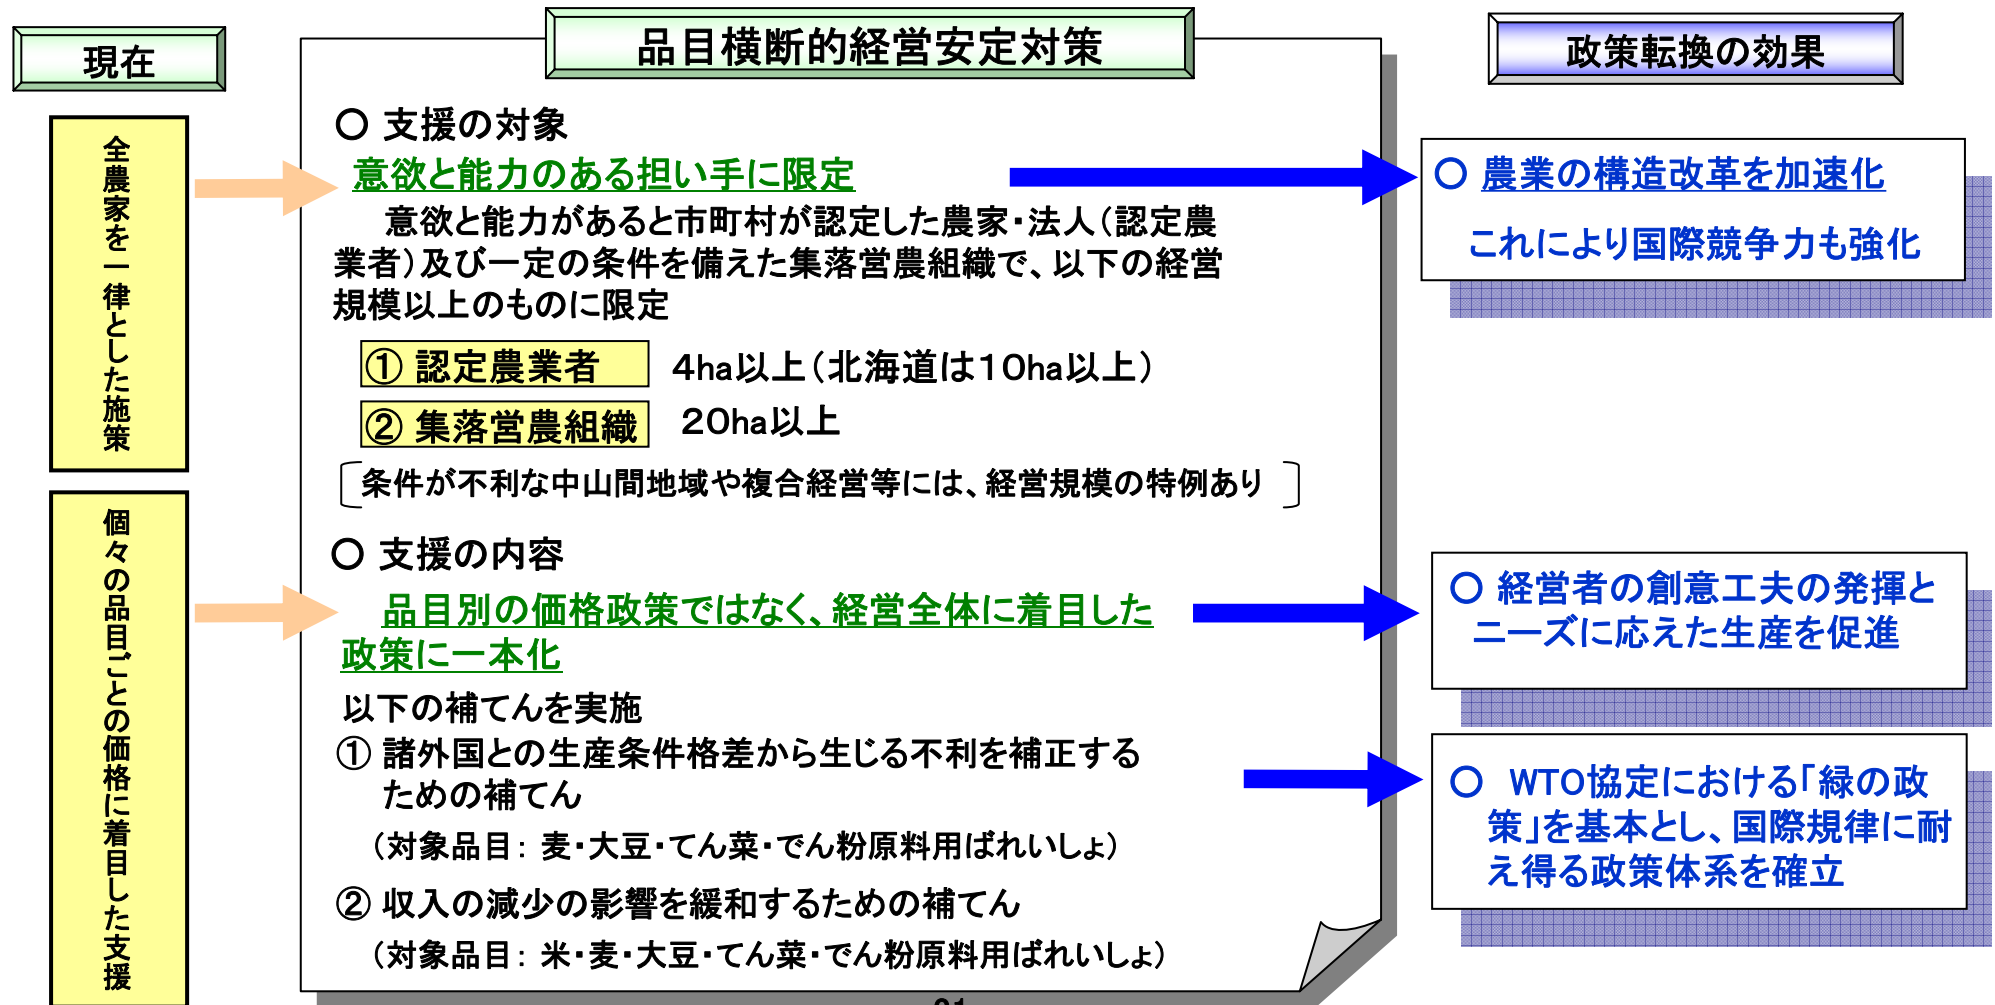 現在
全農家を一律とした施策
個々の品目ごとの価格に着目した支援
品目横断的経営安定対策
○ 支援の対象
意欲と能力のある担い手に限定
意欲と能力があると市町村が認定した農家・法人（認定農
業者）及び一定の条件を備えた集落営農組織で、以下の経営
規模以上のものに限定
① 認定農業者 4ha以上（北海道は10ha以上）
② 集落営農組織 20ha以上
条件が不利な中山間地域や複合経営等には、経営規模の特例あり
○ 支援の内容
品目別の価格政策ではなく、経営全体に着目した
政策に一本化
以下の補てんを実施
① 諸外国との生産条件格差から生じる不利を補正する
ための補てん
（対象品目： 麦・大豆・てん菜・でん粉原料用ばれいしょ）
② 収入の減少の影響を緩和するための補てん
（対象品目： 米・麦・大豆・てん菜・でん粉原料用ばれいしょ）
政策転換の効果
○ 農業の構造改革を加速化
これにより国際競争力も強化
○ 経営者の創意工夫の発揮と
ニーズに応えた生産を促進
○ WTO協定における「緑の政
策」を基本とし、国際規律に耐
え得る政策体系を確立